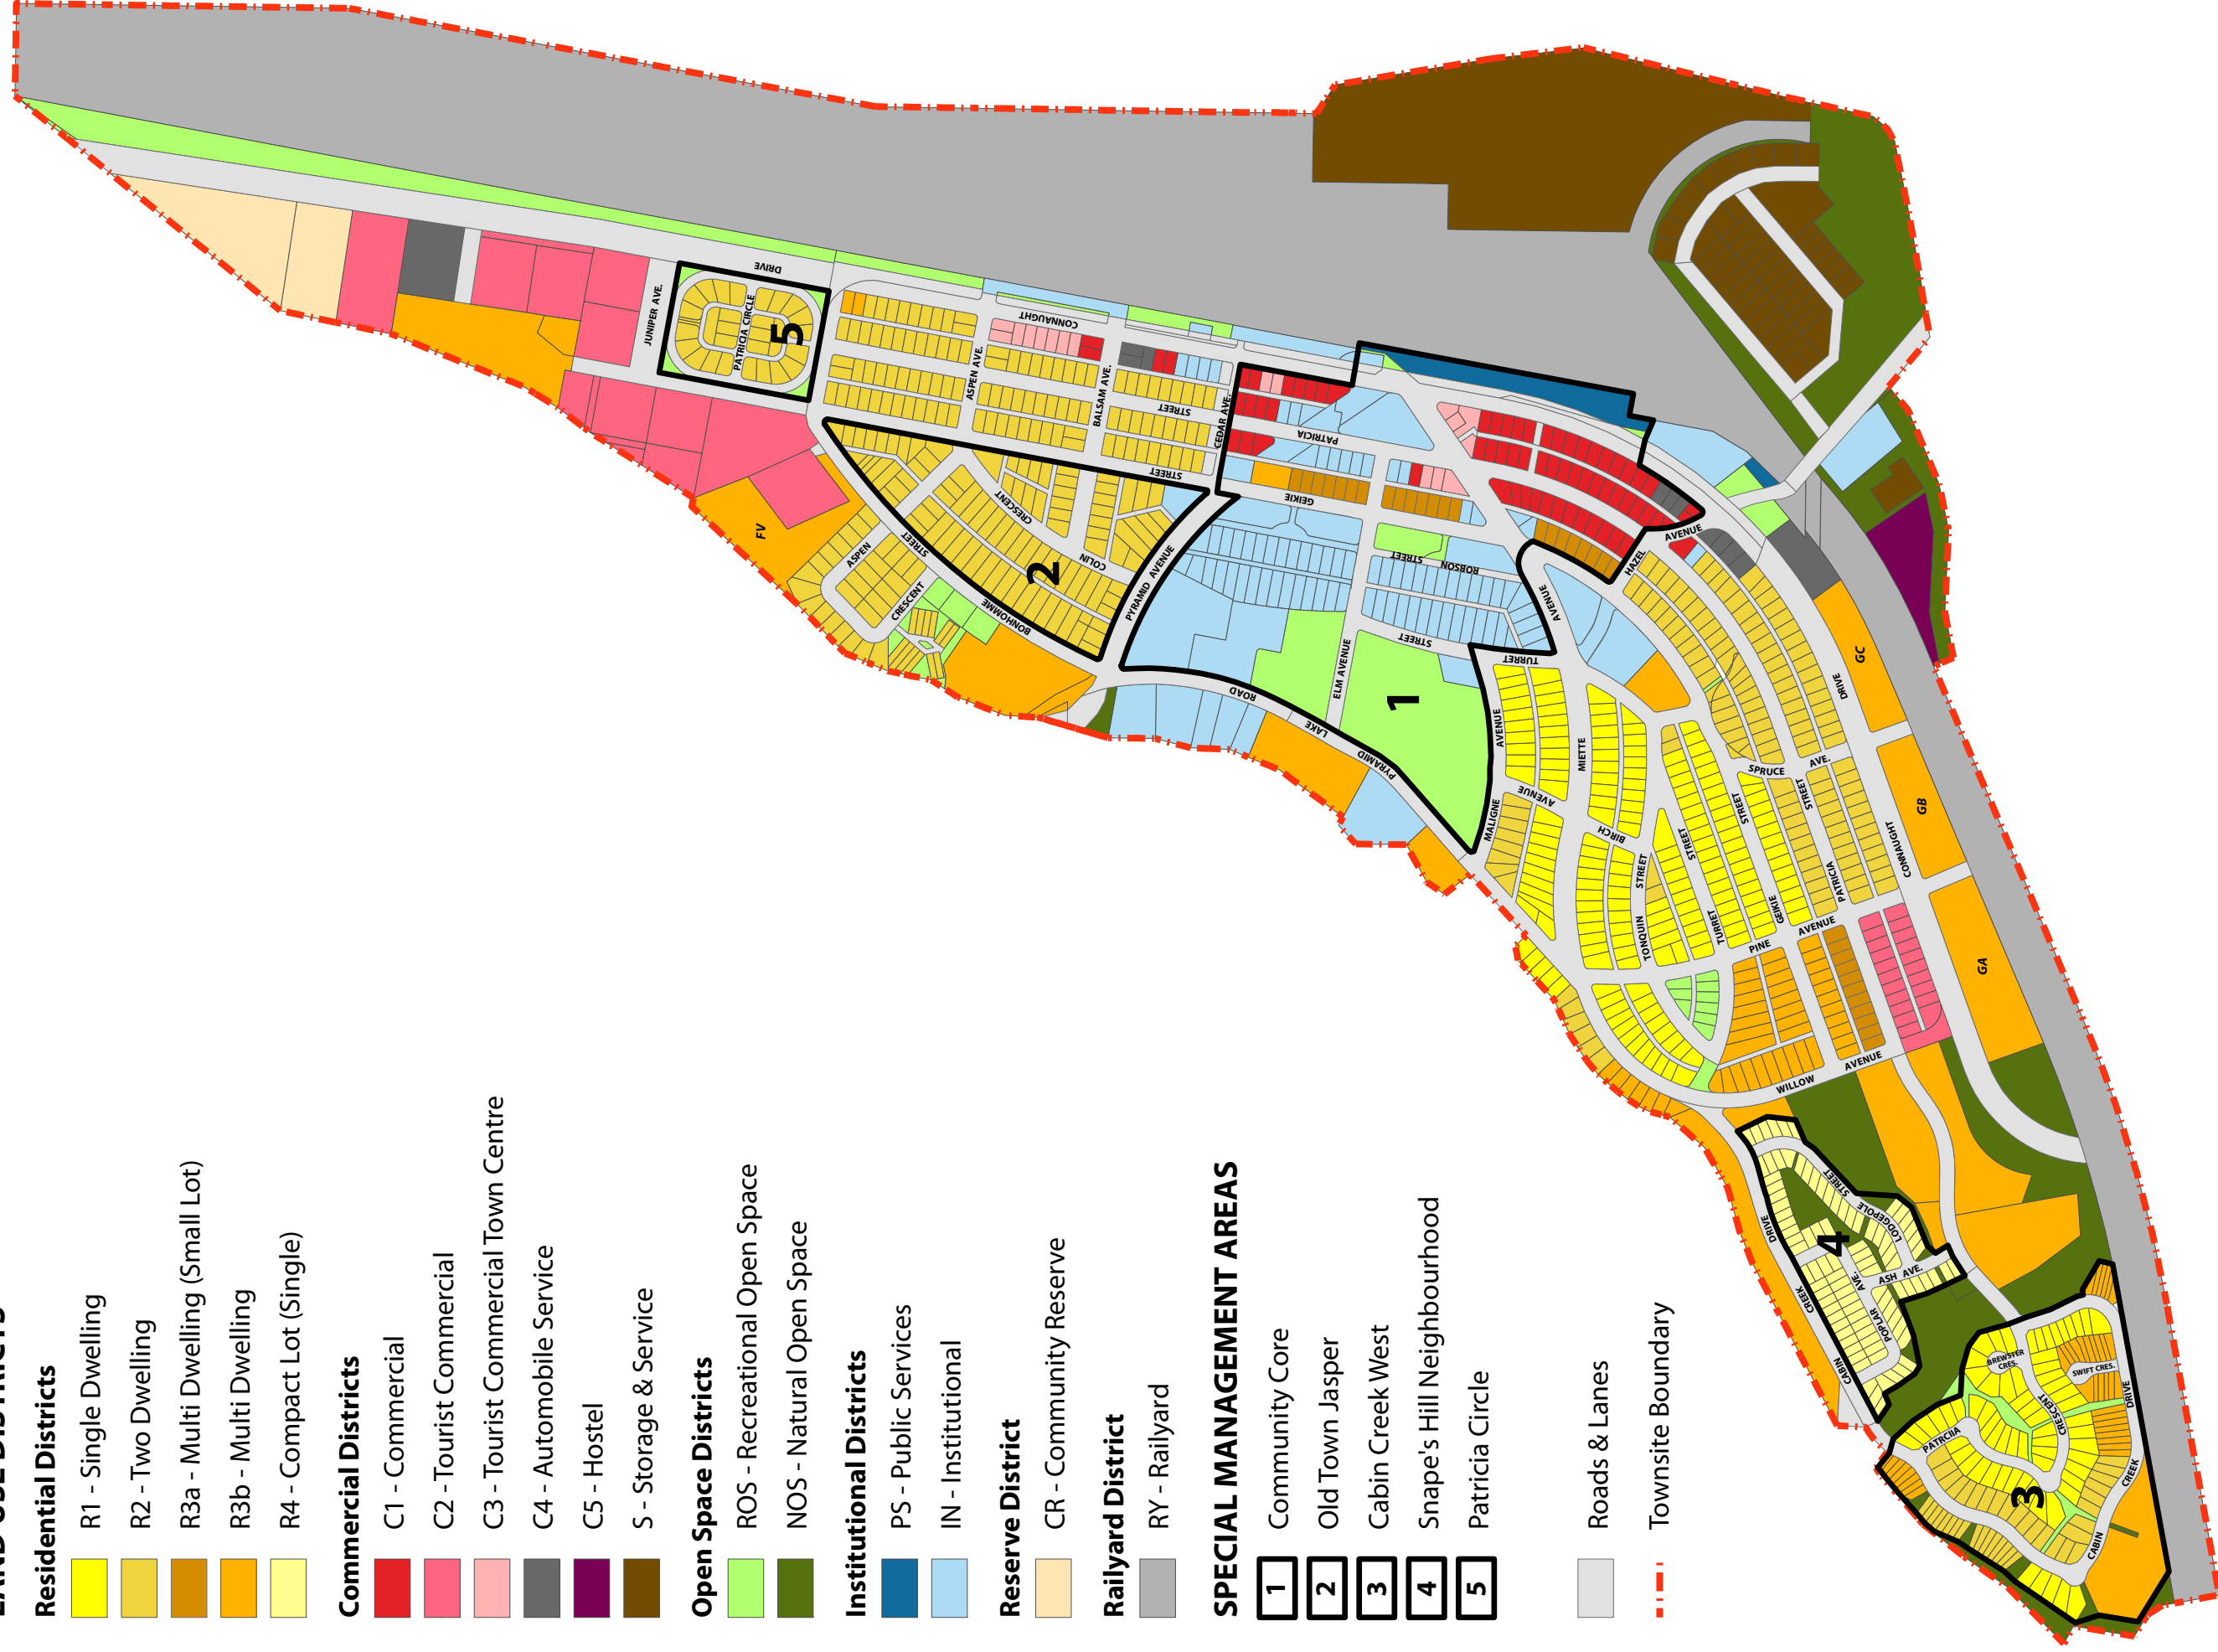 LAND USE DISTRICTS
Residential Districts
R1 - Single Dwelling
R2 - Two Dwelling
R3a - Multi Dwelling (Small Lot)
R3b - Multi Dwelling
R4 - Compact Lot (Single)
Commercial Districts
C1 - Commercial
C2 - Tourist Commercial
C3 - Tourist Commercial Town Centre
C4 - Automobile Service
C5 - Hostel
S - Storage & Service
Open Space Districts
ROS - Recreational Open Space
NOS - Natural Open Space
Institutional Districts
PS - Public Services
IN - Institutional
Reserve District
CR - Community Reserve
Railyard District
RY - Railyard
SPECIAL MANAGEMENT AREAS
1 Community Core
2 Old Town Jasper
3 Cabin Creek West
4 Snape's Hill Neighbourhood
5 Patricia Circle
Roads & Lanes
Townsite Boundary
JUNIPER AVE.
DRIVE
PATRICIA CIRCLE
5
CONNAUGHT
ASPEN AVE.
BALSAM AVE.
STREET
CEDAR AVE.
STREET
PATRICIA
GEIKIE
FV
ASPEN
CRESCENT
STREET
BONHOMME
CRESCENT
COLIN
2
PYRAMID AVENUE
ROAD
LAKE
PYRAMID
ELM AVENUE
1
STREET
ROBSON
STREET
TURRET
AVENUE
HAZEL
AVENUE
MALIGNE
AVENUE
AVENUE
BIRCH
MIETTE
STREET
TONQUIN
STREET
TURRET
STREET
GEIKIE
SPRUCE
AVE.
STREET
PATRICIA
DRIVE
CONNAUGHT
GC
GB
GA
PINE
AVENUE
WILLOW
AVENUE
DRIVE
CREEK
CABIN
4
STREET
LODGEPOLE
POPLAR
AVE.
ASH AVE.
BREWSTER
CRES.
SWIFT CRES.
PATRCIIA
CRESCENT
3
CABIN
CREEK
DRIVE